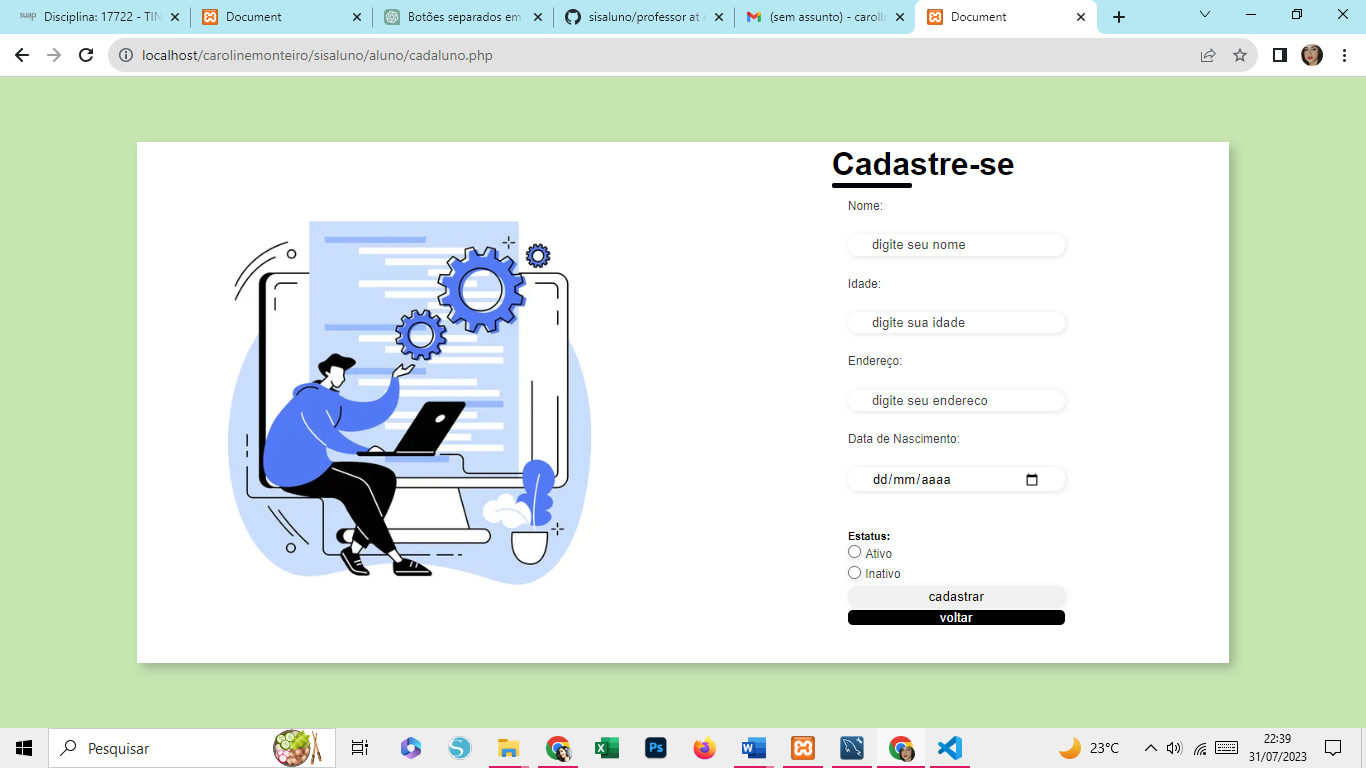 suap Disciplina: 17722 - TIN
Document
Botões separados em
sisaluno/professor at
(sem assunto) - carolin
Document
localhost/carolinemonteiro/sisaluno/aluno/cadaluno.php
Cadastre-se
Nome:
digite seu nome
Idade:
digite sua idade
Endereço:
digite seu endereco
Data de Nascimento:
dd/mm/aaaa
Estatus:
Ativo
Inativo
cadastrar
voltar
Pesquisar
Ps
23°C
22:39
31/07/2023